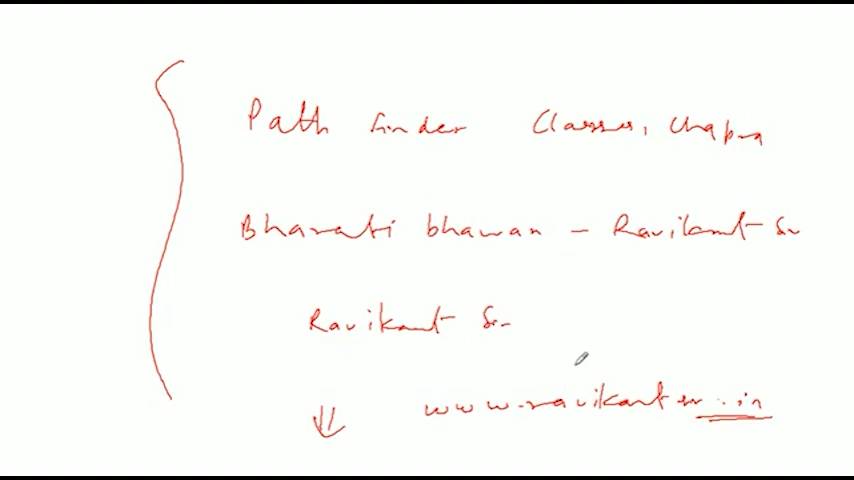 Path finder Classes, Chapra
Bharati bhawan - Ravikant Sir
Ravikant Sir
www.ravikantsir.in